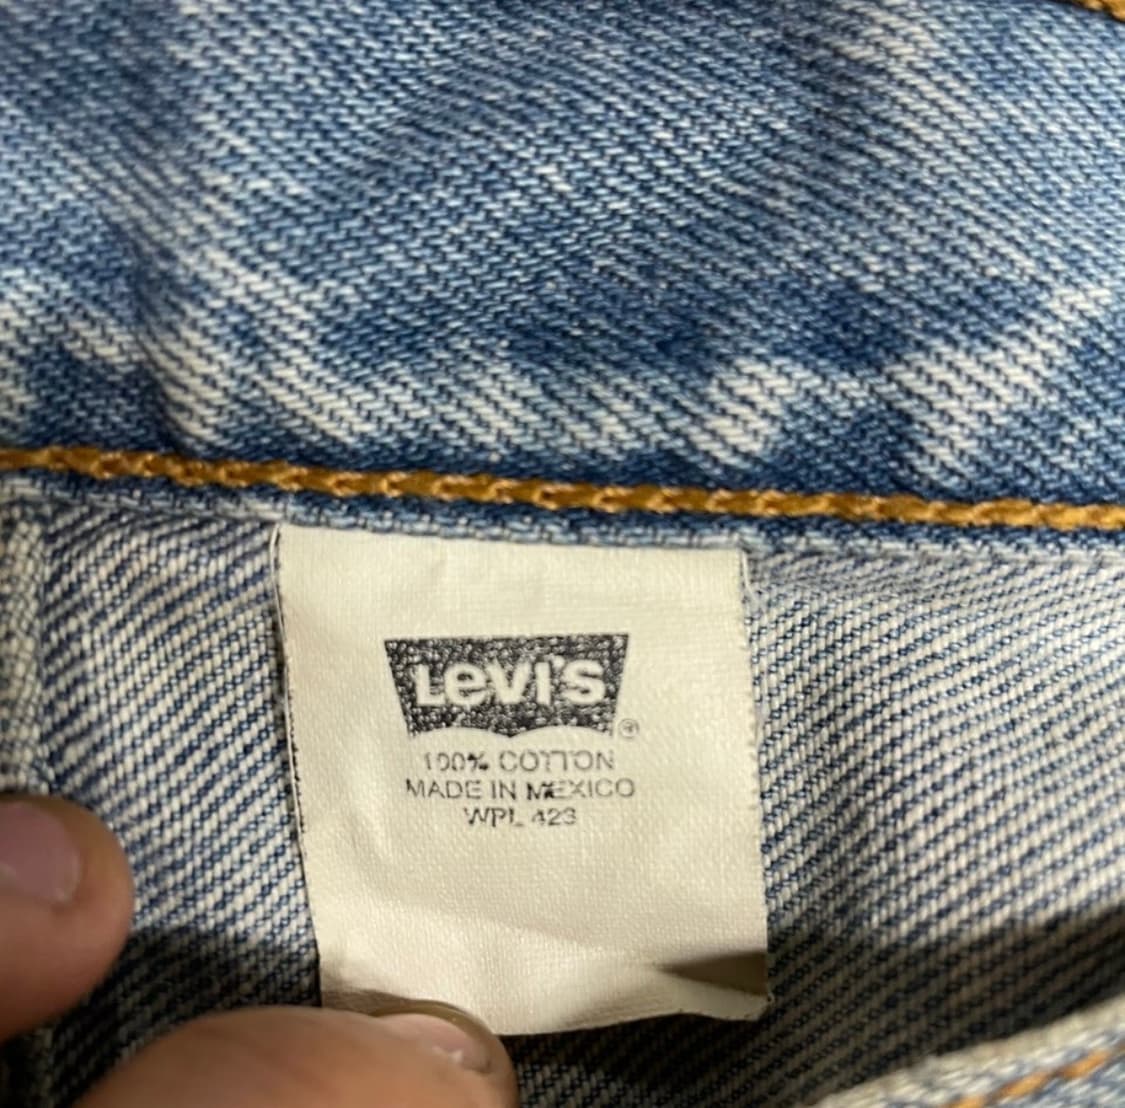 LEVI'S
®
100% COTTON
MADE IN MEXICO
WPL 423